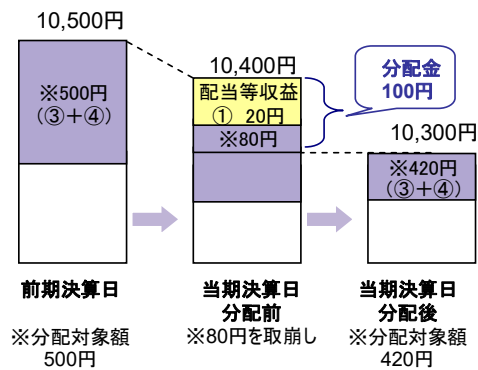 10,500円
※500円
(③+④)
10,400円
配当等収益
① 20円
※80円
分配金
100円
10,300円
※420円
(③+④)
前期決算日
当期決算日
分配前
当期決算日
分配後
※分配対象額
500円
※80円を取崩し
※分配対象額
420円